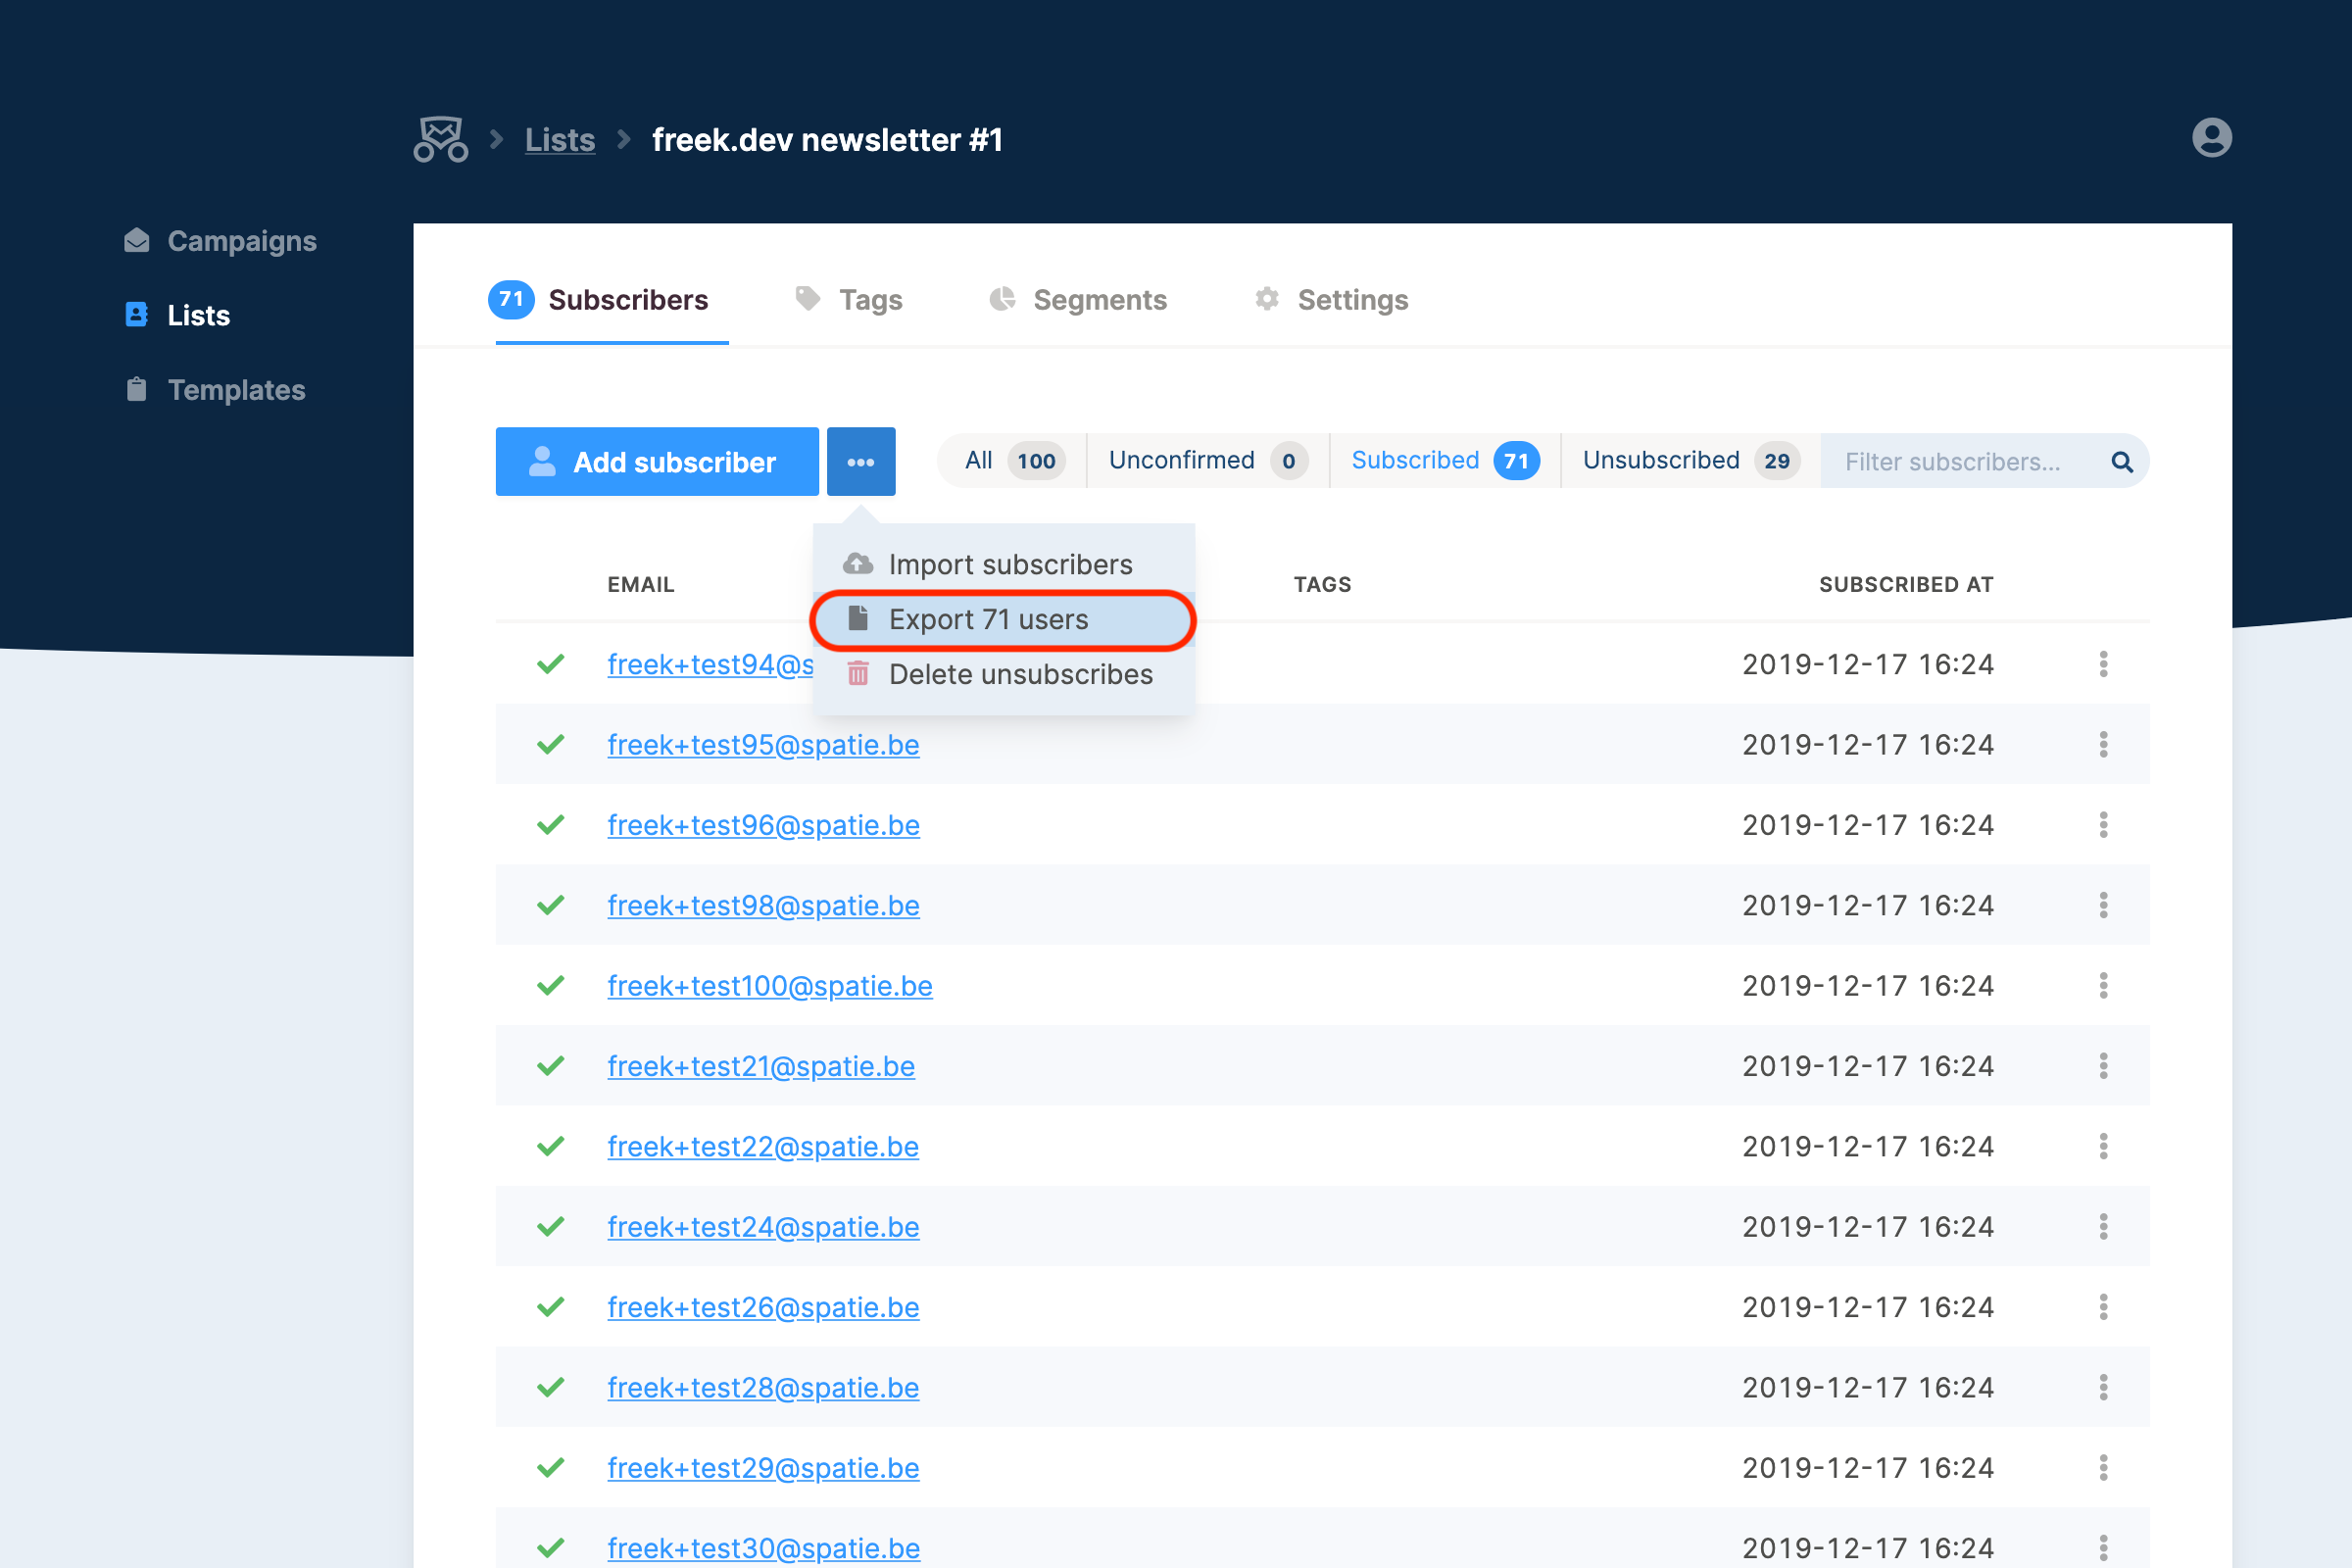 Lists
freek.dev newsletter #1
Campaigns
Lists
Templates
71 Subscribers Tags Segments Settings
Add subscriber
All 100 Unconfirmed 0 Subscribed 71 Unsubscribed 29 Filter subscribers...
Import subscribers
Export 71 users
Delete unsubscribes
EMAIL TAGS SUBSCRIBED AT
freek+test94@s 2019-12-17 16:24
freek+test95@spatie.be 2019-12-17 16:24
freek+test96@spatie.be 2019-12-17 16:24
freek+test98@spatie.be 2019-12-17 16:24
freek+test100@spatie.be 2019-12-17 16:24
freek+test21@spatie.be 2019-12-17 16:24
freek+test22@spatie.be 2019-12-17 16:24
freek+test24@spatie.be 2019-12-17 16:24
freek+test26@spatie.be 2019-12-17 16:24
freek+test28@spatie.be 2019-12-17 16:24
freek+test29@spatie.be 2019-12-17 16:24
freek+test30@spatie.be 2019-12-17 16:24